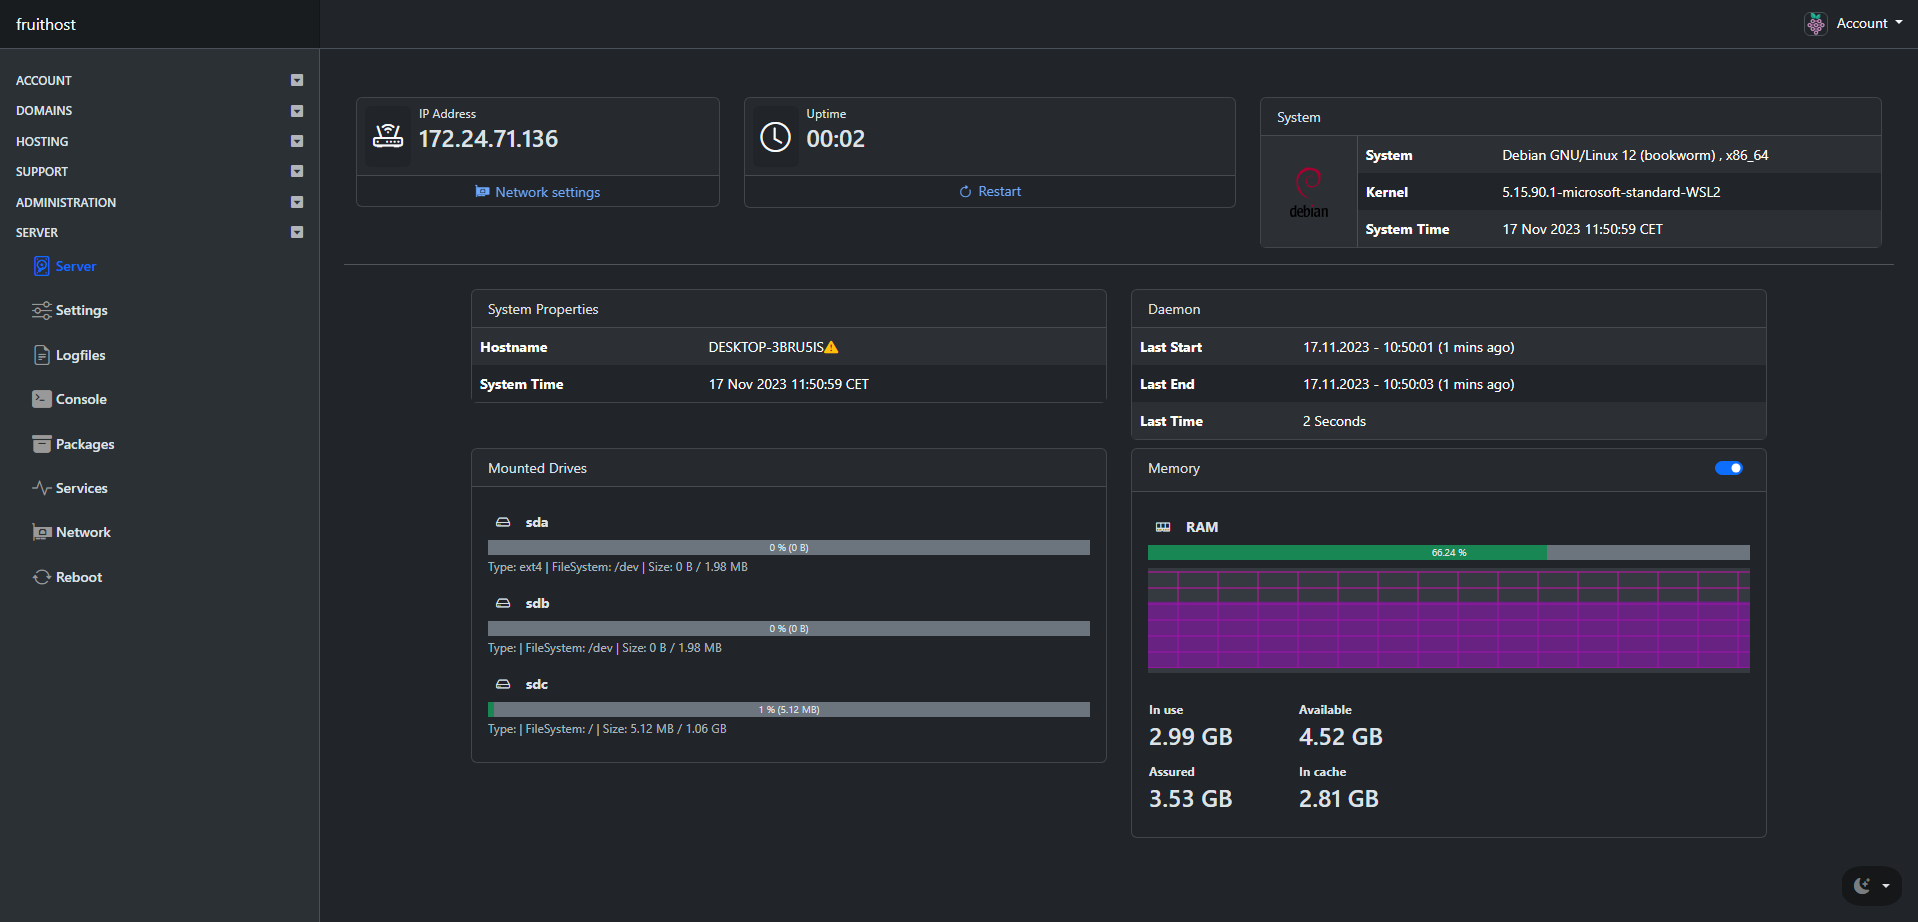 fruithost
Account
ACCOUNT
DOMAINS
HOSTING
SUPPORT
ADMINISTRATION
SERVER
Server
Settings
Logfiles
Console
Packages
Services
Network
Reboot
IP Address
172.24.71.136
Network settings
Uptime
00:02
Restart
System
debian
System Debian GNU/Linux 12 (bookworm) , x86_64
Kernel 5.15.90.1-microsoft-standard-WSL2
System Time 17 Nov 2023 11:50:59 CET
System Properties
Hostname DESKTOP-3BRU5IS
System Time 17 Nov 2023 11:50:59 CET
Daemon
Last Start 17.11.2023 - 10:50:01 (1 mins ago)
Last End 17.11.2023 - 10:50:03 (1 mins ago)
Last Time 2 Seconds
Mounted Drives
sda
0 % (0 B)
Type: ext4 | FileSystem: /dev | Size: 0 B / 1.98 MB
sdb
0 % (0 B)
Type: | FileSystem: /dev | Size: 0 B / 1.98 MB
sdc
1 % (5.12 MB)
Type: | FileSystem: / | Size: 5.12 MB / 1.06 GB
Memory
RAM
66.24 %
In use Available
2.99 GB 4.52 GB
Assured In cache
3.53 GB 2.81 GB